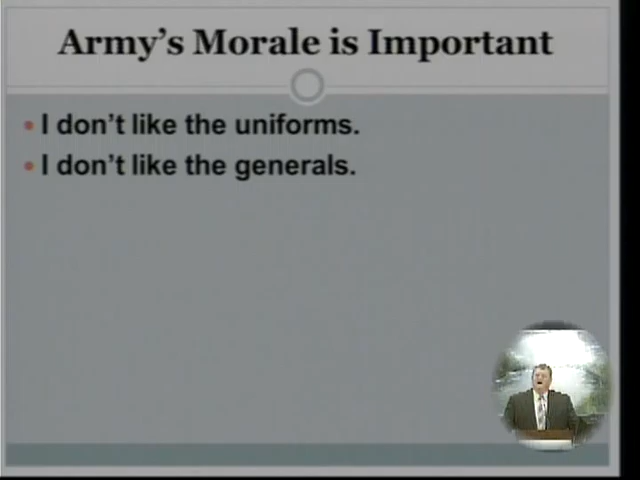 Army's Morale is Important
• I don't like the uniforms.
• I don't like the generals.